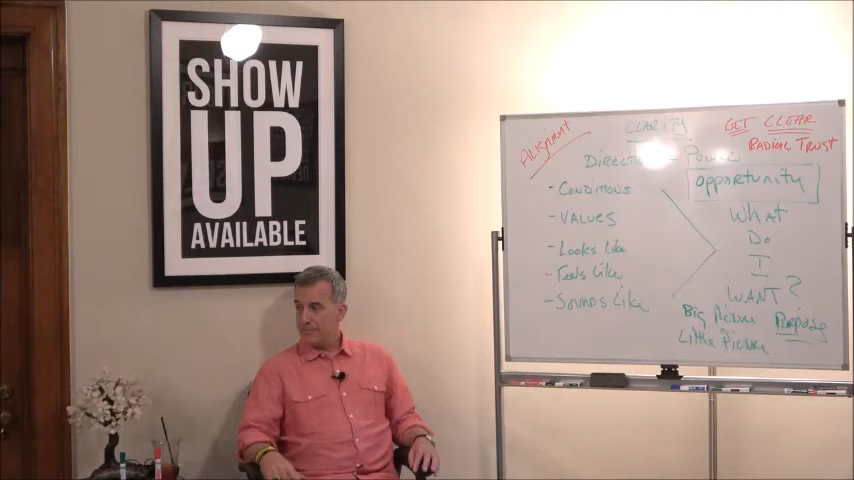 SHOW
UP
AVAILABLE
Alignment
CLARITY
GET CLEAR
RADICAL TRUST
DIRECTION - POWER
opportunity
- CONDITIONS
- VALUES
- Looks Like
- Feels Like
- Sounds Like
WHAT
Do
I
WANT?
Big Picture Purpose
Little Picture